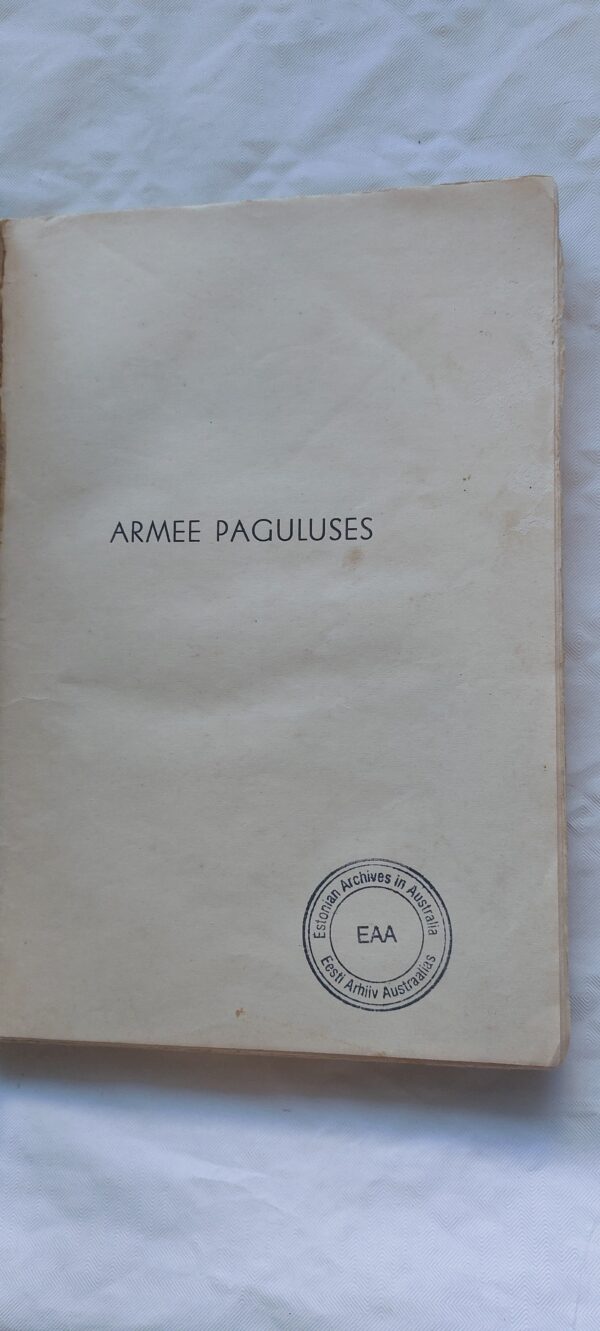 ARMEE PAGULUSES
Estonian Archives in Australia
EAA
Eesti Arhiiv Austraalias